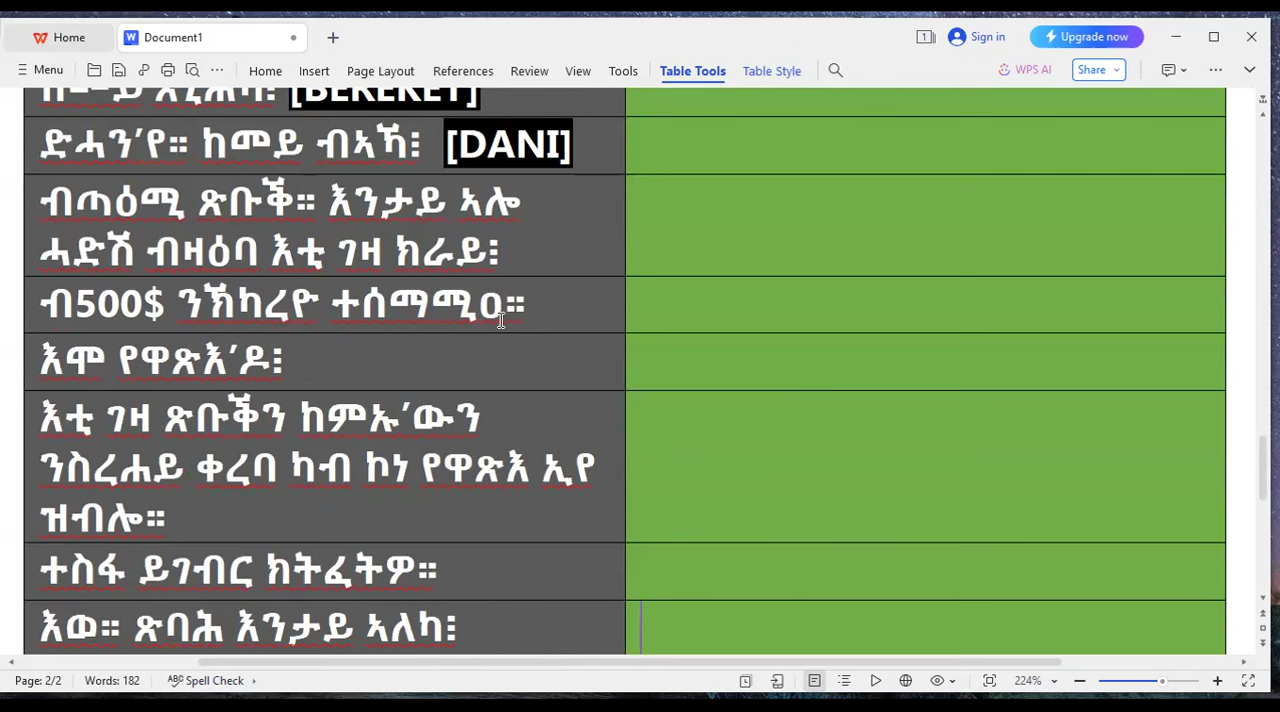 Home
Document1
Sign in
Upgrade now
Menu
Home Insert Page Layout References Review View Tools Table Tools Table Style
WPS AI
Share
[BEREKET]
ድሓን’የ። ከመይ ብኣኻ፧ [DANI]
ብጣዕሚ ጽቡቕ። እንታይ ኣሎ
ሓድሽ ብዛዕባ እቲ ገዛ ክራይ፧
ብ500$ ንኽካረዮ ተሰማሚዐ።
እሞ የዋጽእ’ዶ፧
እቲ ገዛ ጽቡቕን ከምኡ’ውን
ንስረሐይ ቀረባ ካብ ኮነ የዋጽእ ኢየ
ዝብሎ።
ተስፋ ይገብር ክትፈትዎ።
እወ። ጽባሕ እንታይ ኣለካ፧
Page: 2/2 Words: 182 Spell Check 224%